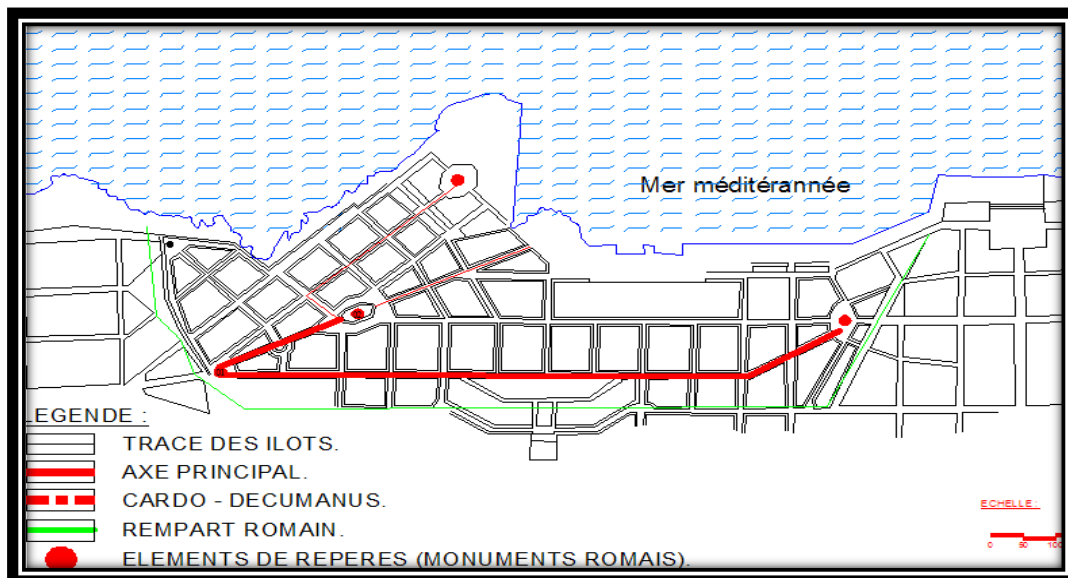 Mer méditérannée
LEGENDE :
TRACE DES ILOTS.
AXE PRINCIPAL.
CARDO - DECUMANUS.
REMPART ROMAIN.
ELEMENTS DE REPERES (MONUMENTS ROMAIS).
ECHELLE :
0 50 100